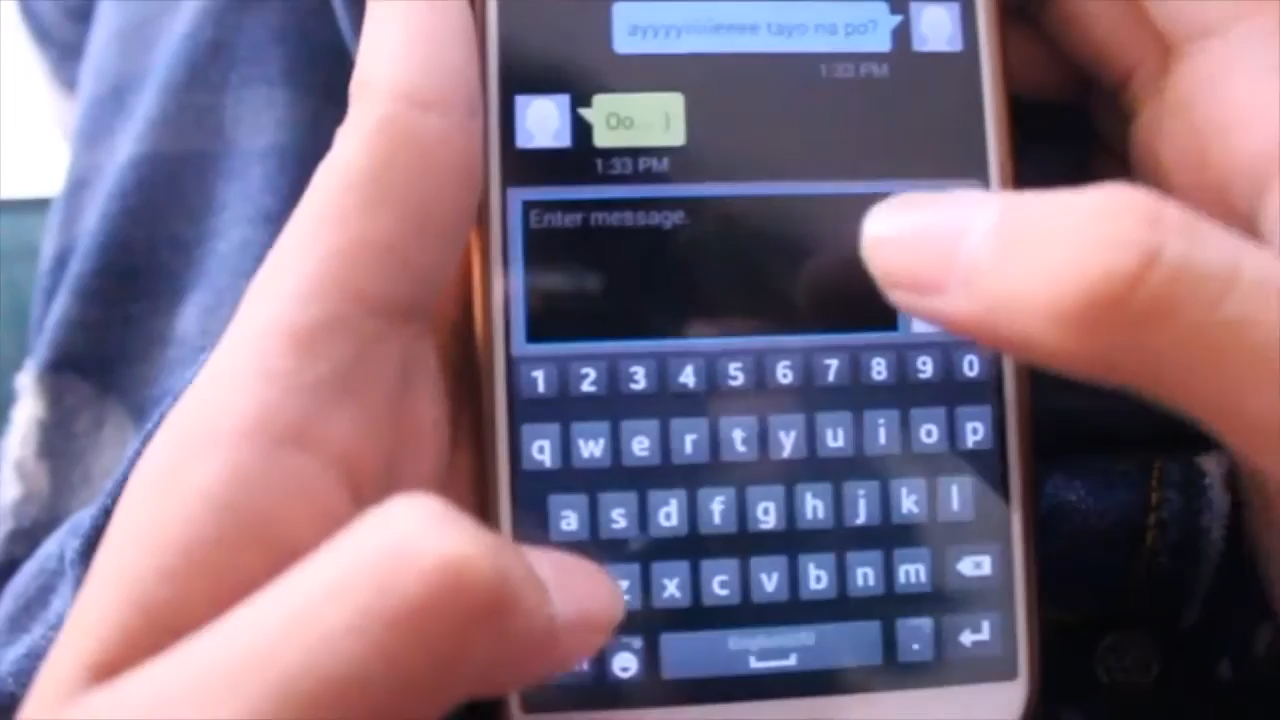 ayyyyiiiiieeee tayo na po?
1:33 PM
Oo... )
1:33 PM
Enter message.
1 2 3 4 5 6 7 8 9 0
q w e r t y u i o p
a s d f g h j k l
z x c v b n m
.